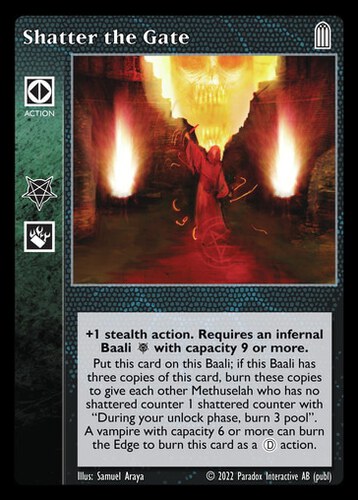 Shatter the Gate
ACTION
+1 stealth action. Requires an infernal
Baali with capacity 9 or more.
Put this card on this Baali; if this Baali has
three copies of this card, burn these copies
to give each other Methuselah who has no
shattered counter 1 shattered counter with
“During your unlock phase, burn 3 pool”.
A vampire with capacity 6 or more can burn
the Edge to burn this card as a Ⓓ action.
Illus: Samuel Araya © 2022 Paradox Interactive AB (publ)